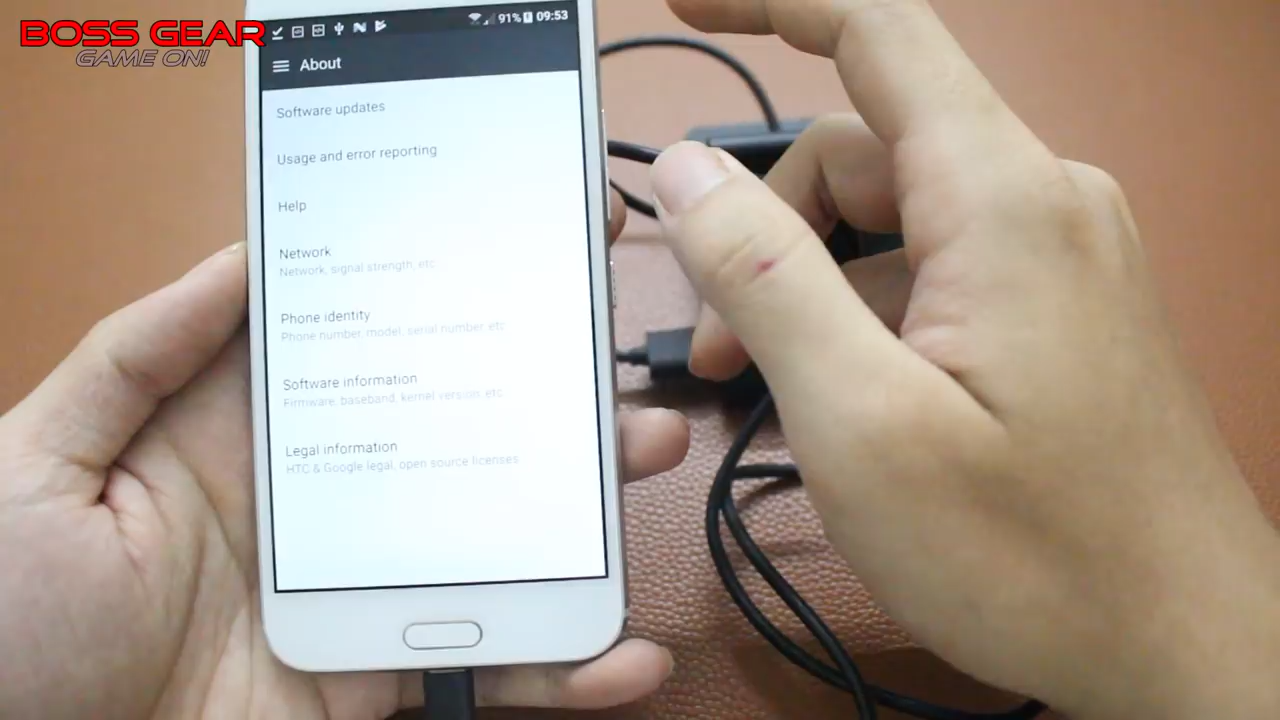 BOSS GEAR
GAME ON!
91% 09:53
About
Software updates
Usage and error reporting
Help
Network
Network, signal strength, etc
Phone identity
Phone number, model, serial number, etc
Software information
Firmware, baseband, kernel version, etc
Legal information
HTC & Google legal, open source licenses